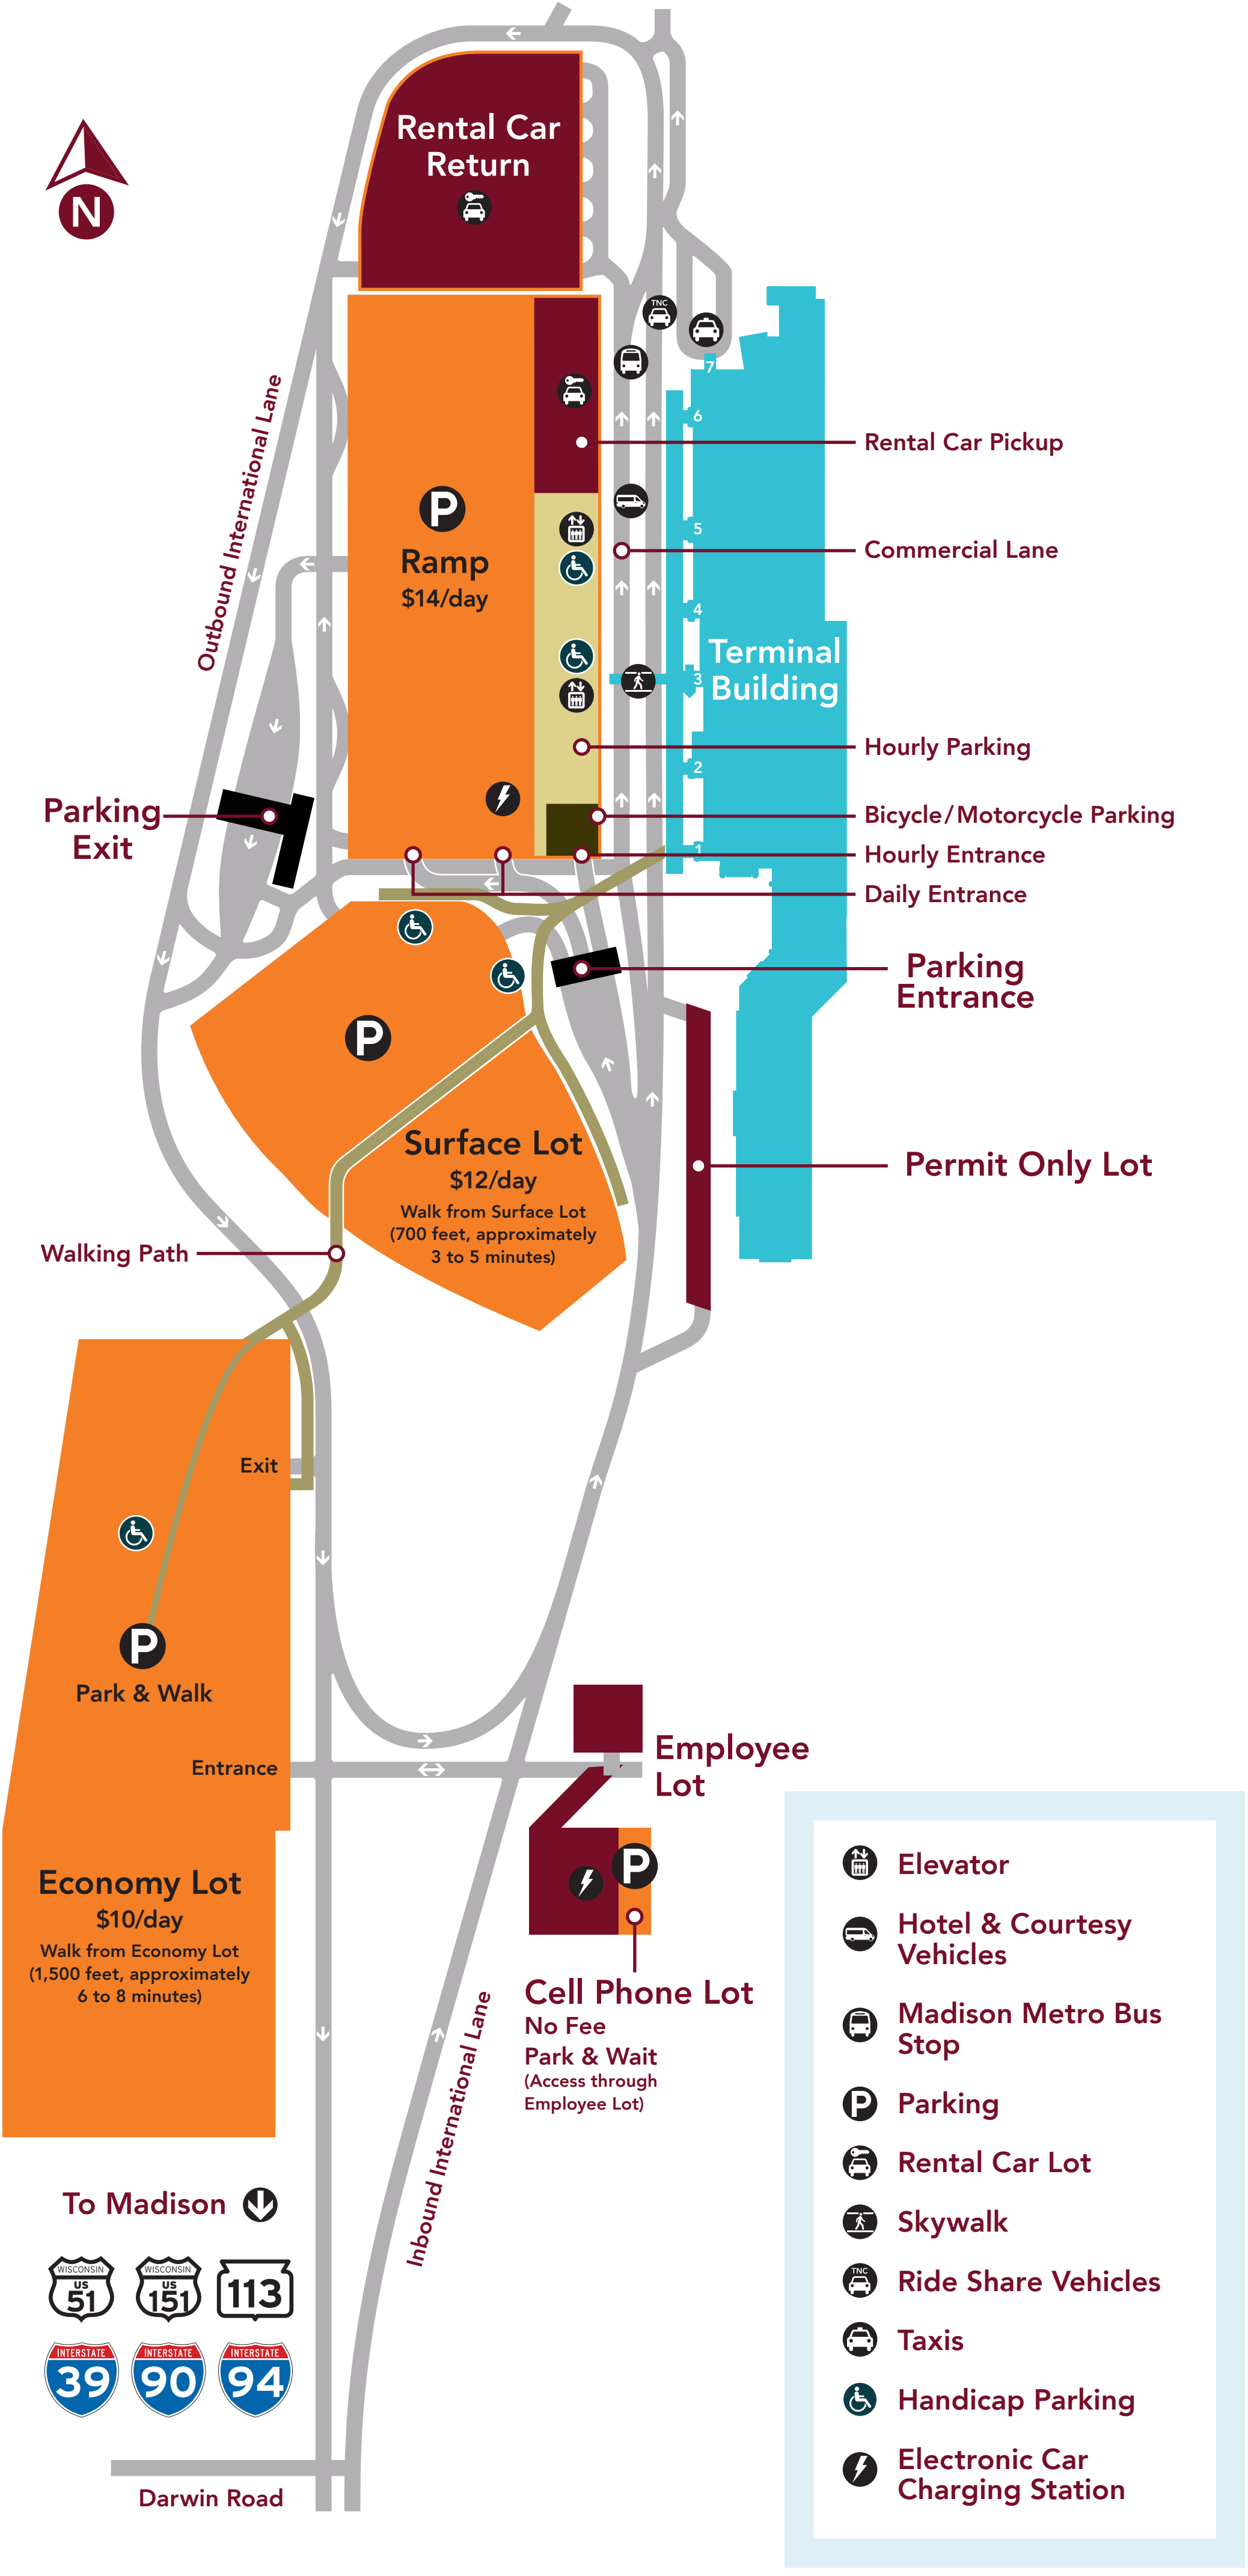 Rental Car
Return
N
TNC
7
6
Outbound International Lane
Rental Car Pickup
P
5
Commercial Lane
Ramp
$14/day
4
Terminal
Building
3
Hourly Parking
2
Parking
Exit
Bicycle/Motorcycle Parking
1
Hourly Entrance
Daily Entrance
Parking
Entrance
P
Surface Lot
$12/day
Walk from Surface Lot
(700 feet, approximately
3 to 5 minutes)
Permit Only Lot
Walking Path
Exit
P
Park & Walk
Entrance
Employee
Lot
Economy Lot
$10/day
Walk from Economy Lot
(1,500 feet, approximately
6 to 8 minutes)
P
Cell Phone Lot
No Fee
Park & Wait
(Access through
Employee Lot)
Inbound International Lane
To Madison
WISCONSIN
US
51
WISCONSIN
US
151
113
INTERSTATE
39
INTERSTATE
90
INTERSTATE
94
Darwin Road
Elevator
Hotel & Courtesy
Vehicles
Madison Metro Bus
Stop
P
Parking
Rental Car Lot
Skywalk
TNC
Ride Share Vehicles
Taxis
Handicap Parking
Electronic Car
Charging Station